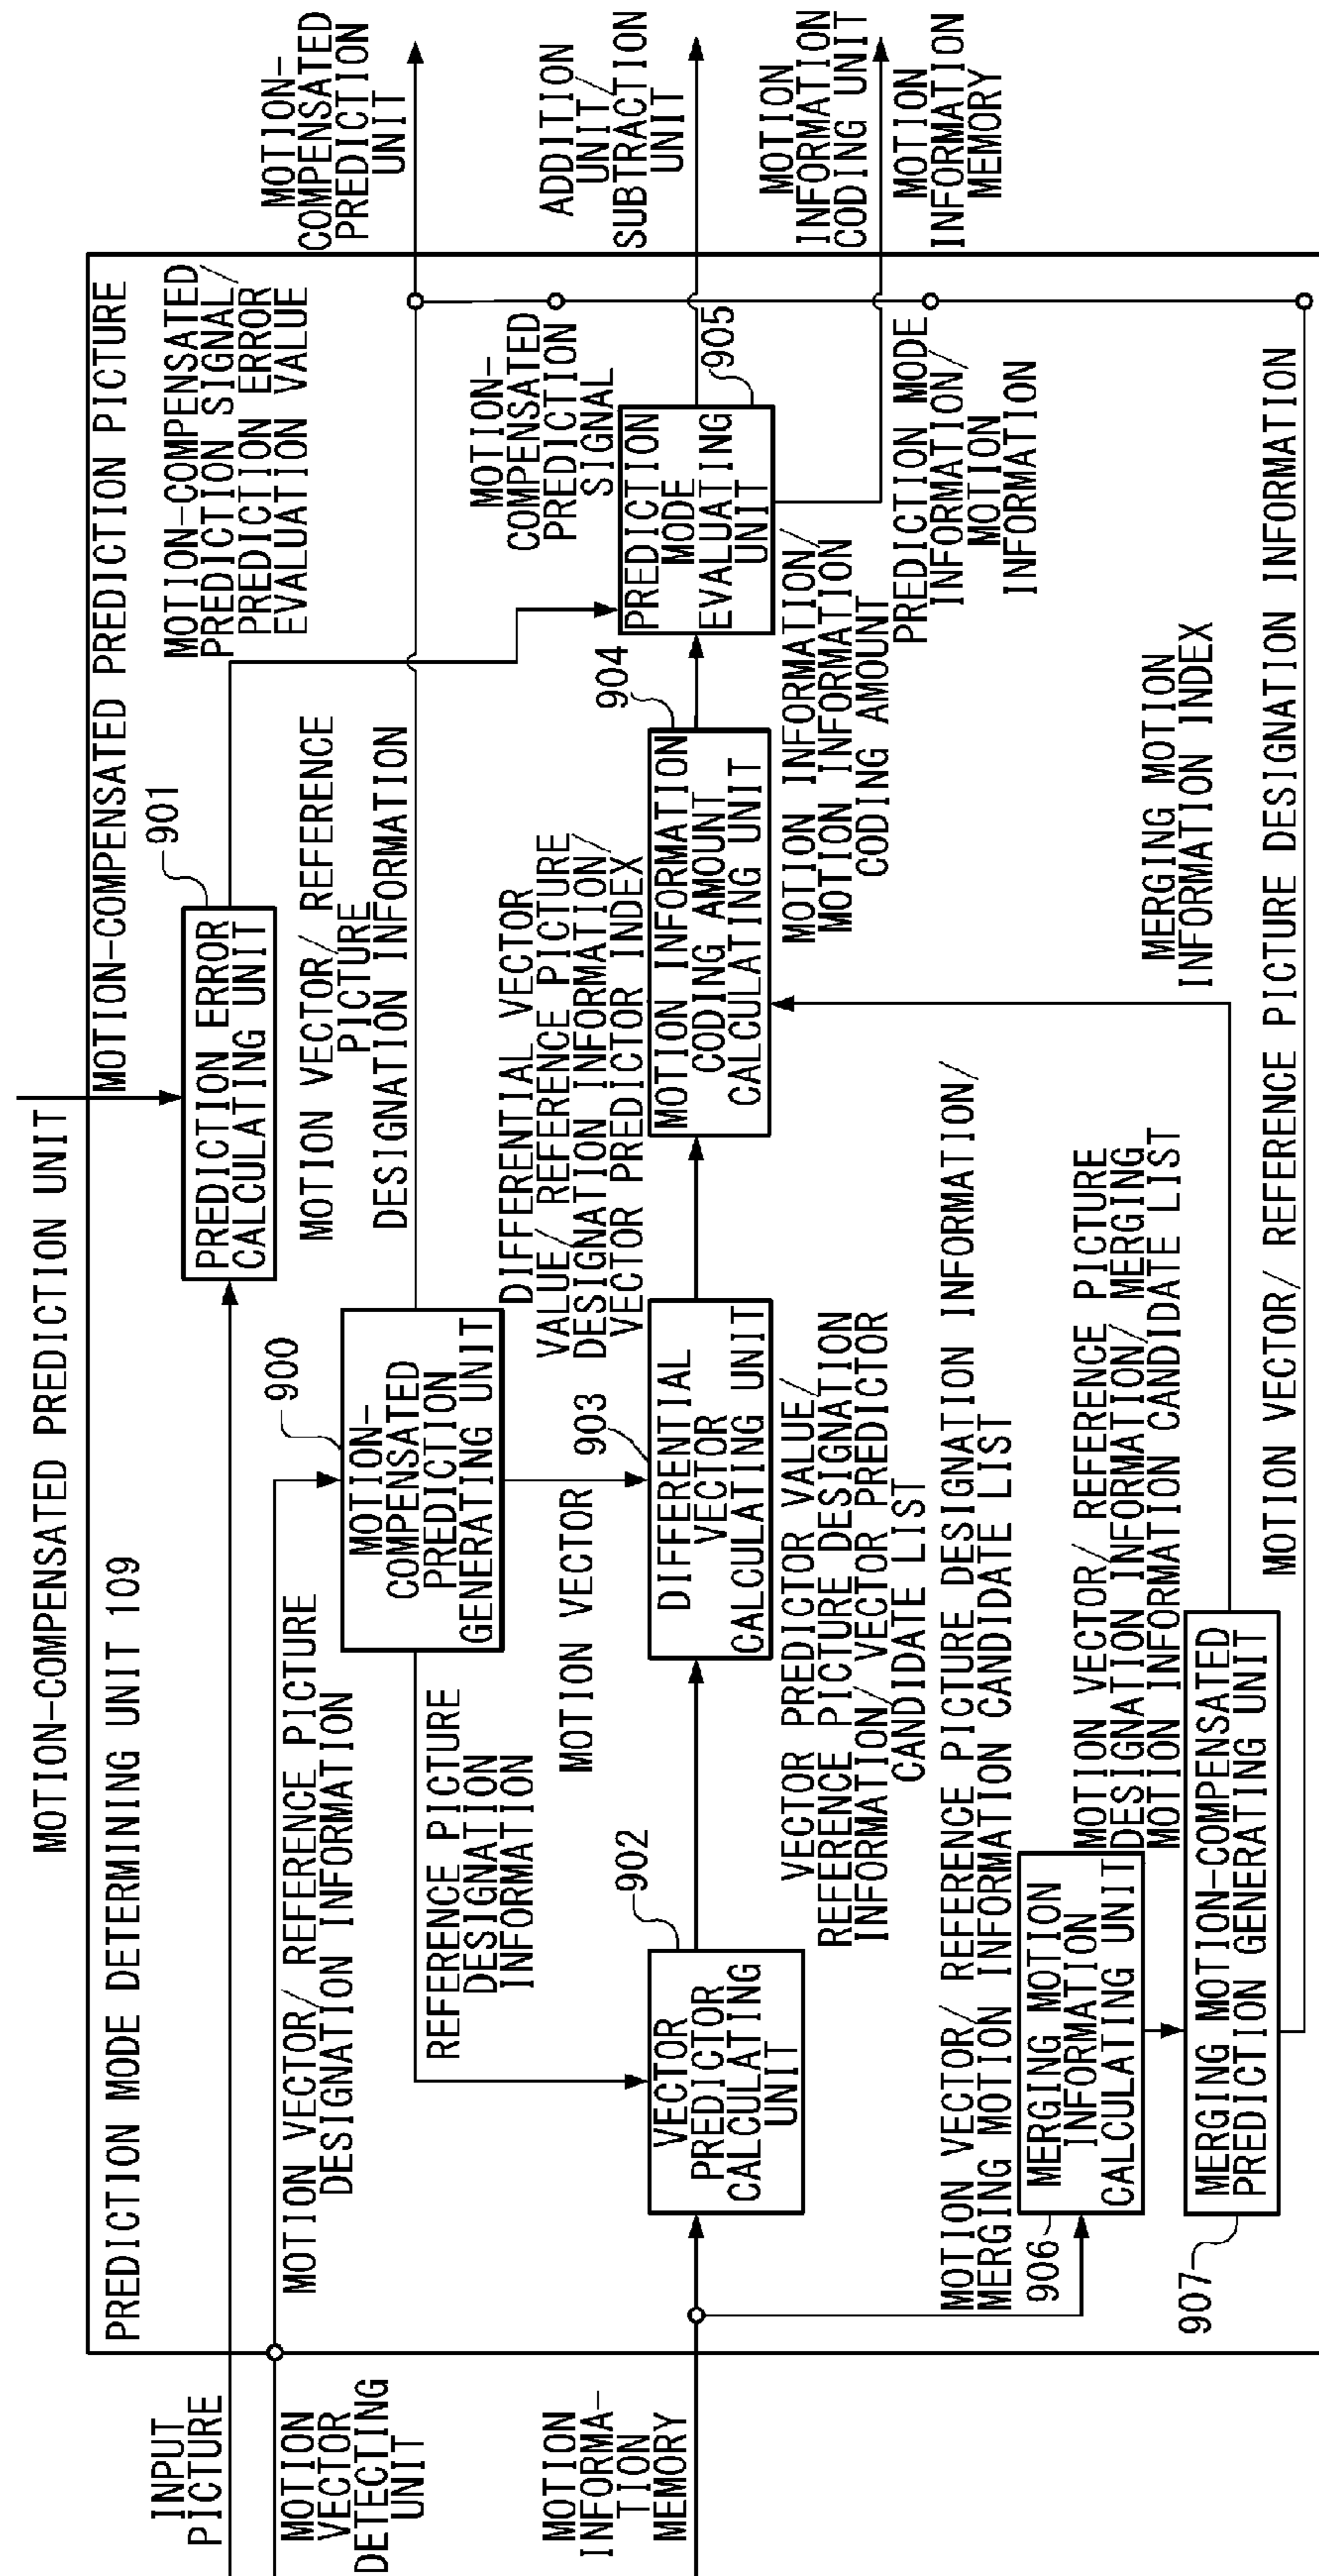 MOTION-COMPENSATED PREDICTION UNIT
PREDICTION MODE DETERMINING UNIT 109
MOTION-COMPENSATED PREDICTION PICTURE
INPUT
PICTURE
MOTION
VECTOR
DETECTING
UNIT
MOTION
INFORMA-
TION
MEMORY
MOTION VECTOR/ REFERENCE PICTURE
DESIGNATION INFORMATION
900
MOTION-
COMPENSATED
PREDICTION
GENERATING UNIT
901
PREDICTION ERROR
CALCULATING UNIT
MOTION-COMPENSATED
PREDICTION SIGNAL/
PREDICTION ERROR
EVALUATION VALUE
MOTION VECTOR/ REFERENCE
PICTURE
DESIGNATION INFORMATION
REFERENCE PICTURE
DESIGNATION
INFORMATION
MOTION VECTOR
902
VECTOR
PREDICTOR
CALCULATING
UNIT
VECTOR PREDICTOR VALUE/
REFERENCE PICTURE DESIGNATION
INFORMATION/ VECTOR PREDICTOR
CANDIDATE LIST
903
DIFFERENTIAL
VECTOR
CALCULATING UNIT
DIFFERENTIAL VECTOR
VALUE/ REFERENCE PICTURE/
DESIGNATION INFORMATION/
VECTOR PREDICTOR INDEX
904
MOTION INFORMATION
CODING AMOUNT
CALCULATING UNIT
MOTION INFORMATION/
MOTION INFORMATION
CODING AMOUNT
MOTION-
COMPENSATED
PREDICTION
SIGNAL
905
PREDICTION
MODE
EVALUATING
UNIT
PREDICTION MODE
INFORMATION/
MOTION
INFORMATION
MOTION VECTOR/ REFERENCE PICTURE DESIGNATION INFORMATION/
MERGING MOTION INFORMATION CANDIDATE LIST
906
MERGING MOTION
INFORMATION
CALCULATING UNIT
MOTION VECTOR/ REFERENCE PICTURE
DESIGNATION INFORMATION/ MERGING
MOTION INFORMATION CANDIDATE LIST
907
MERGING MOTION-COMPENSATED
PREDICTION GENERATING UNIT
MERGING MOTION
INFORMATION INDEX
MOTION VECTOR/ REFERENCE PICTURE DESIGNATION INFORMATION
MOTION-
COMPENSATED
PREDICTION
UNIT
ADDITION
UNIT/
SUBTRACTION
UNIT
MOTION
INFORMATION
CODING UNIT
MOTION
INFORMATION
MEMORY